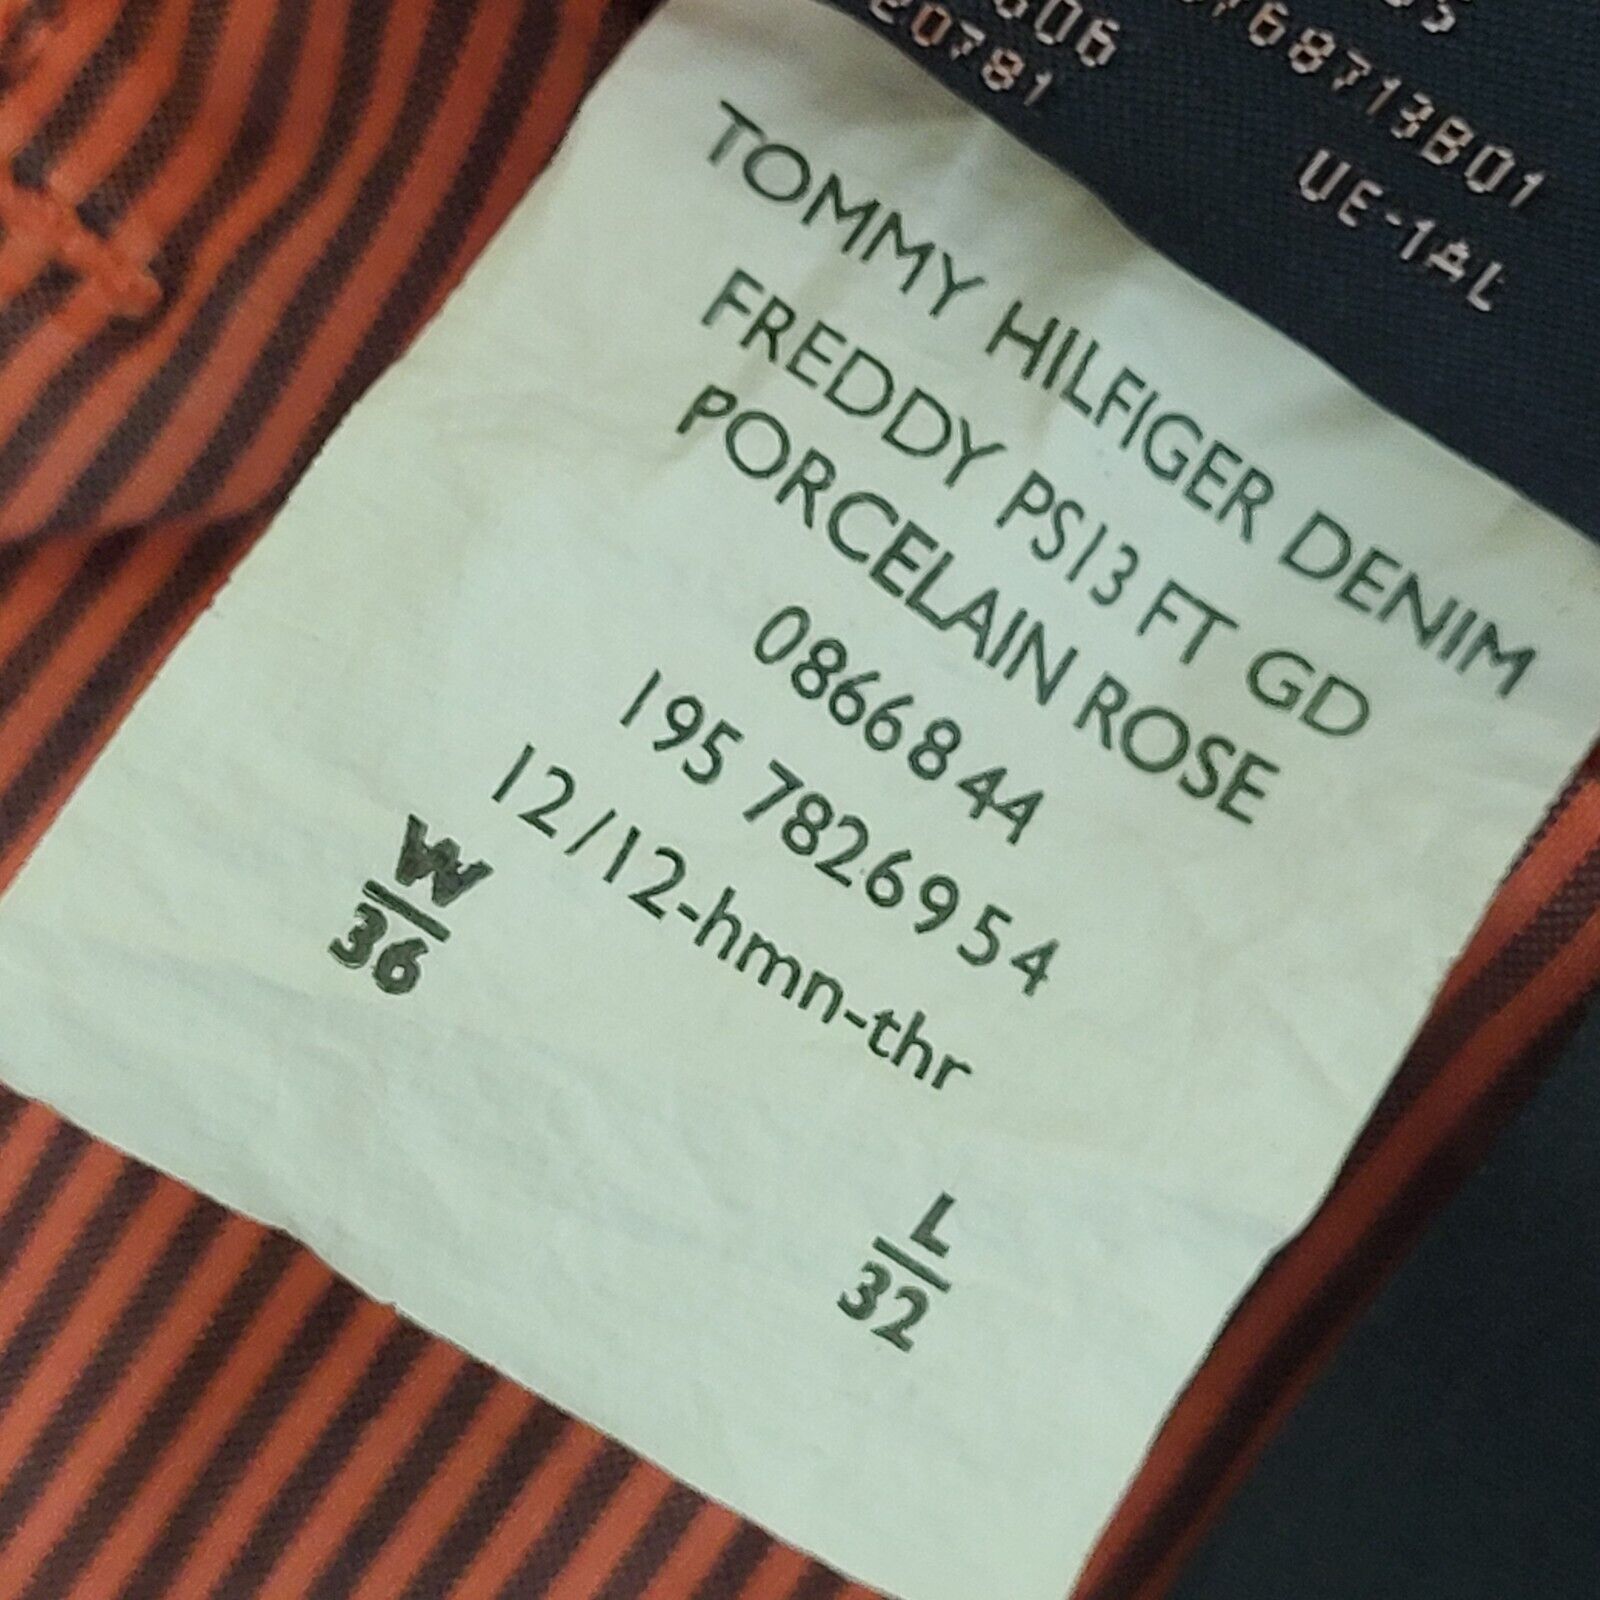 20781
UE-1AL
TOMMY HILFIGER DENIM
FREDDY PS13 FT GD
PORCELAIN ROSE
0866844
195 7826954
12/12-hmn-thr
W
36
L
32